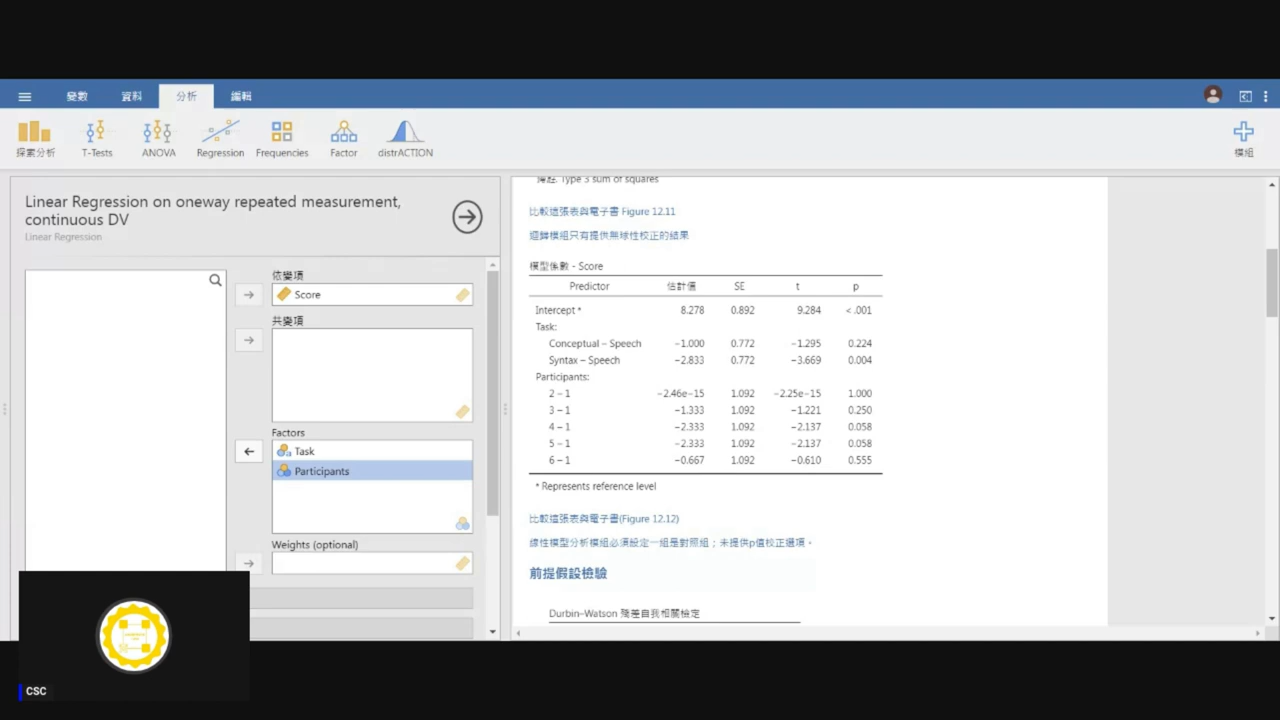 變數 資料 分析 編輯
探索分析 T-Tests ANOVA Regression Frequencies Factor distrACTION 模組
Linear Regression on oneway repeated measurement,
continuous DV
Linear Regression
依變項
Score
共變項
Factors
Task
Participants
Weights (optional)
Type 3 sum of squares
比較這張表與電子書 Figure 12.11
迴歸模組只有提供無球性校正的結果
模型係數 - Score
Predictor 估計值 SE t p
Intercept * 8.278 0.892 9.284 < .001
Task:
Conceptual – Speech −1.000 0.772 −1.295 0.224
Syntax – Speech −2.833 0.772 −3.669 0.004
Participants:
2 – 1 −2.46e-15 1.092 −2.25e-15 1.000
3 – 1 −1.333 1.092 −1.221 0.250
4 – 1 −2.333 1.092 −2.137 0.058
5 – 1 −2.333 1.092 −2.137 0.058
6 – 1 −0.667 1.092 −0.610 0.555
* Represents reference level
比較這張表與電子書(Figure 12.12)
線性模型分析模組必須設定一組是對照組；未提供p值校正選項。
前提假設檢驗
Durbin–Watson 殘差自我相關檢定
CSC